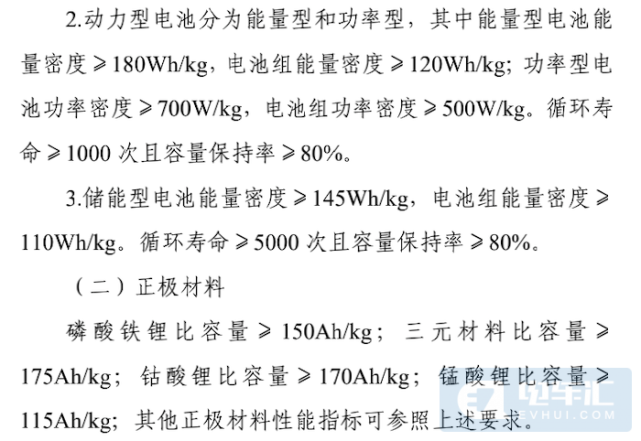 2.动力型电池分为能量型和功率型，其中能量型电池能
量密度≥180Wh/kg，电池组能量密度≥120Wh/kg；功率型电
池功率密度≥700W/kg，电池组功率密度≥500W/kg。循环寿
命≥1000 次且容量保持率≥80%。
3.储能型电池能量密度≥145Wh/kg，电池组能量密度≥
110Wh/kg。循环寿命≥5000 次且容量保持率≥80%。
（二）正极材料
磷酸铁锂比容量≥150Ah/kg；三元材料比容量≥
175Ah/kg；钴酸锂比容量≥170Ah/kg；锰酸锂比容量≥
115Ah/kg；其他正极材料性能指标可参照上述要求。
电车汇
EVHUI.COM